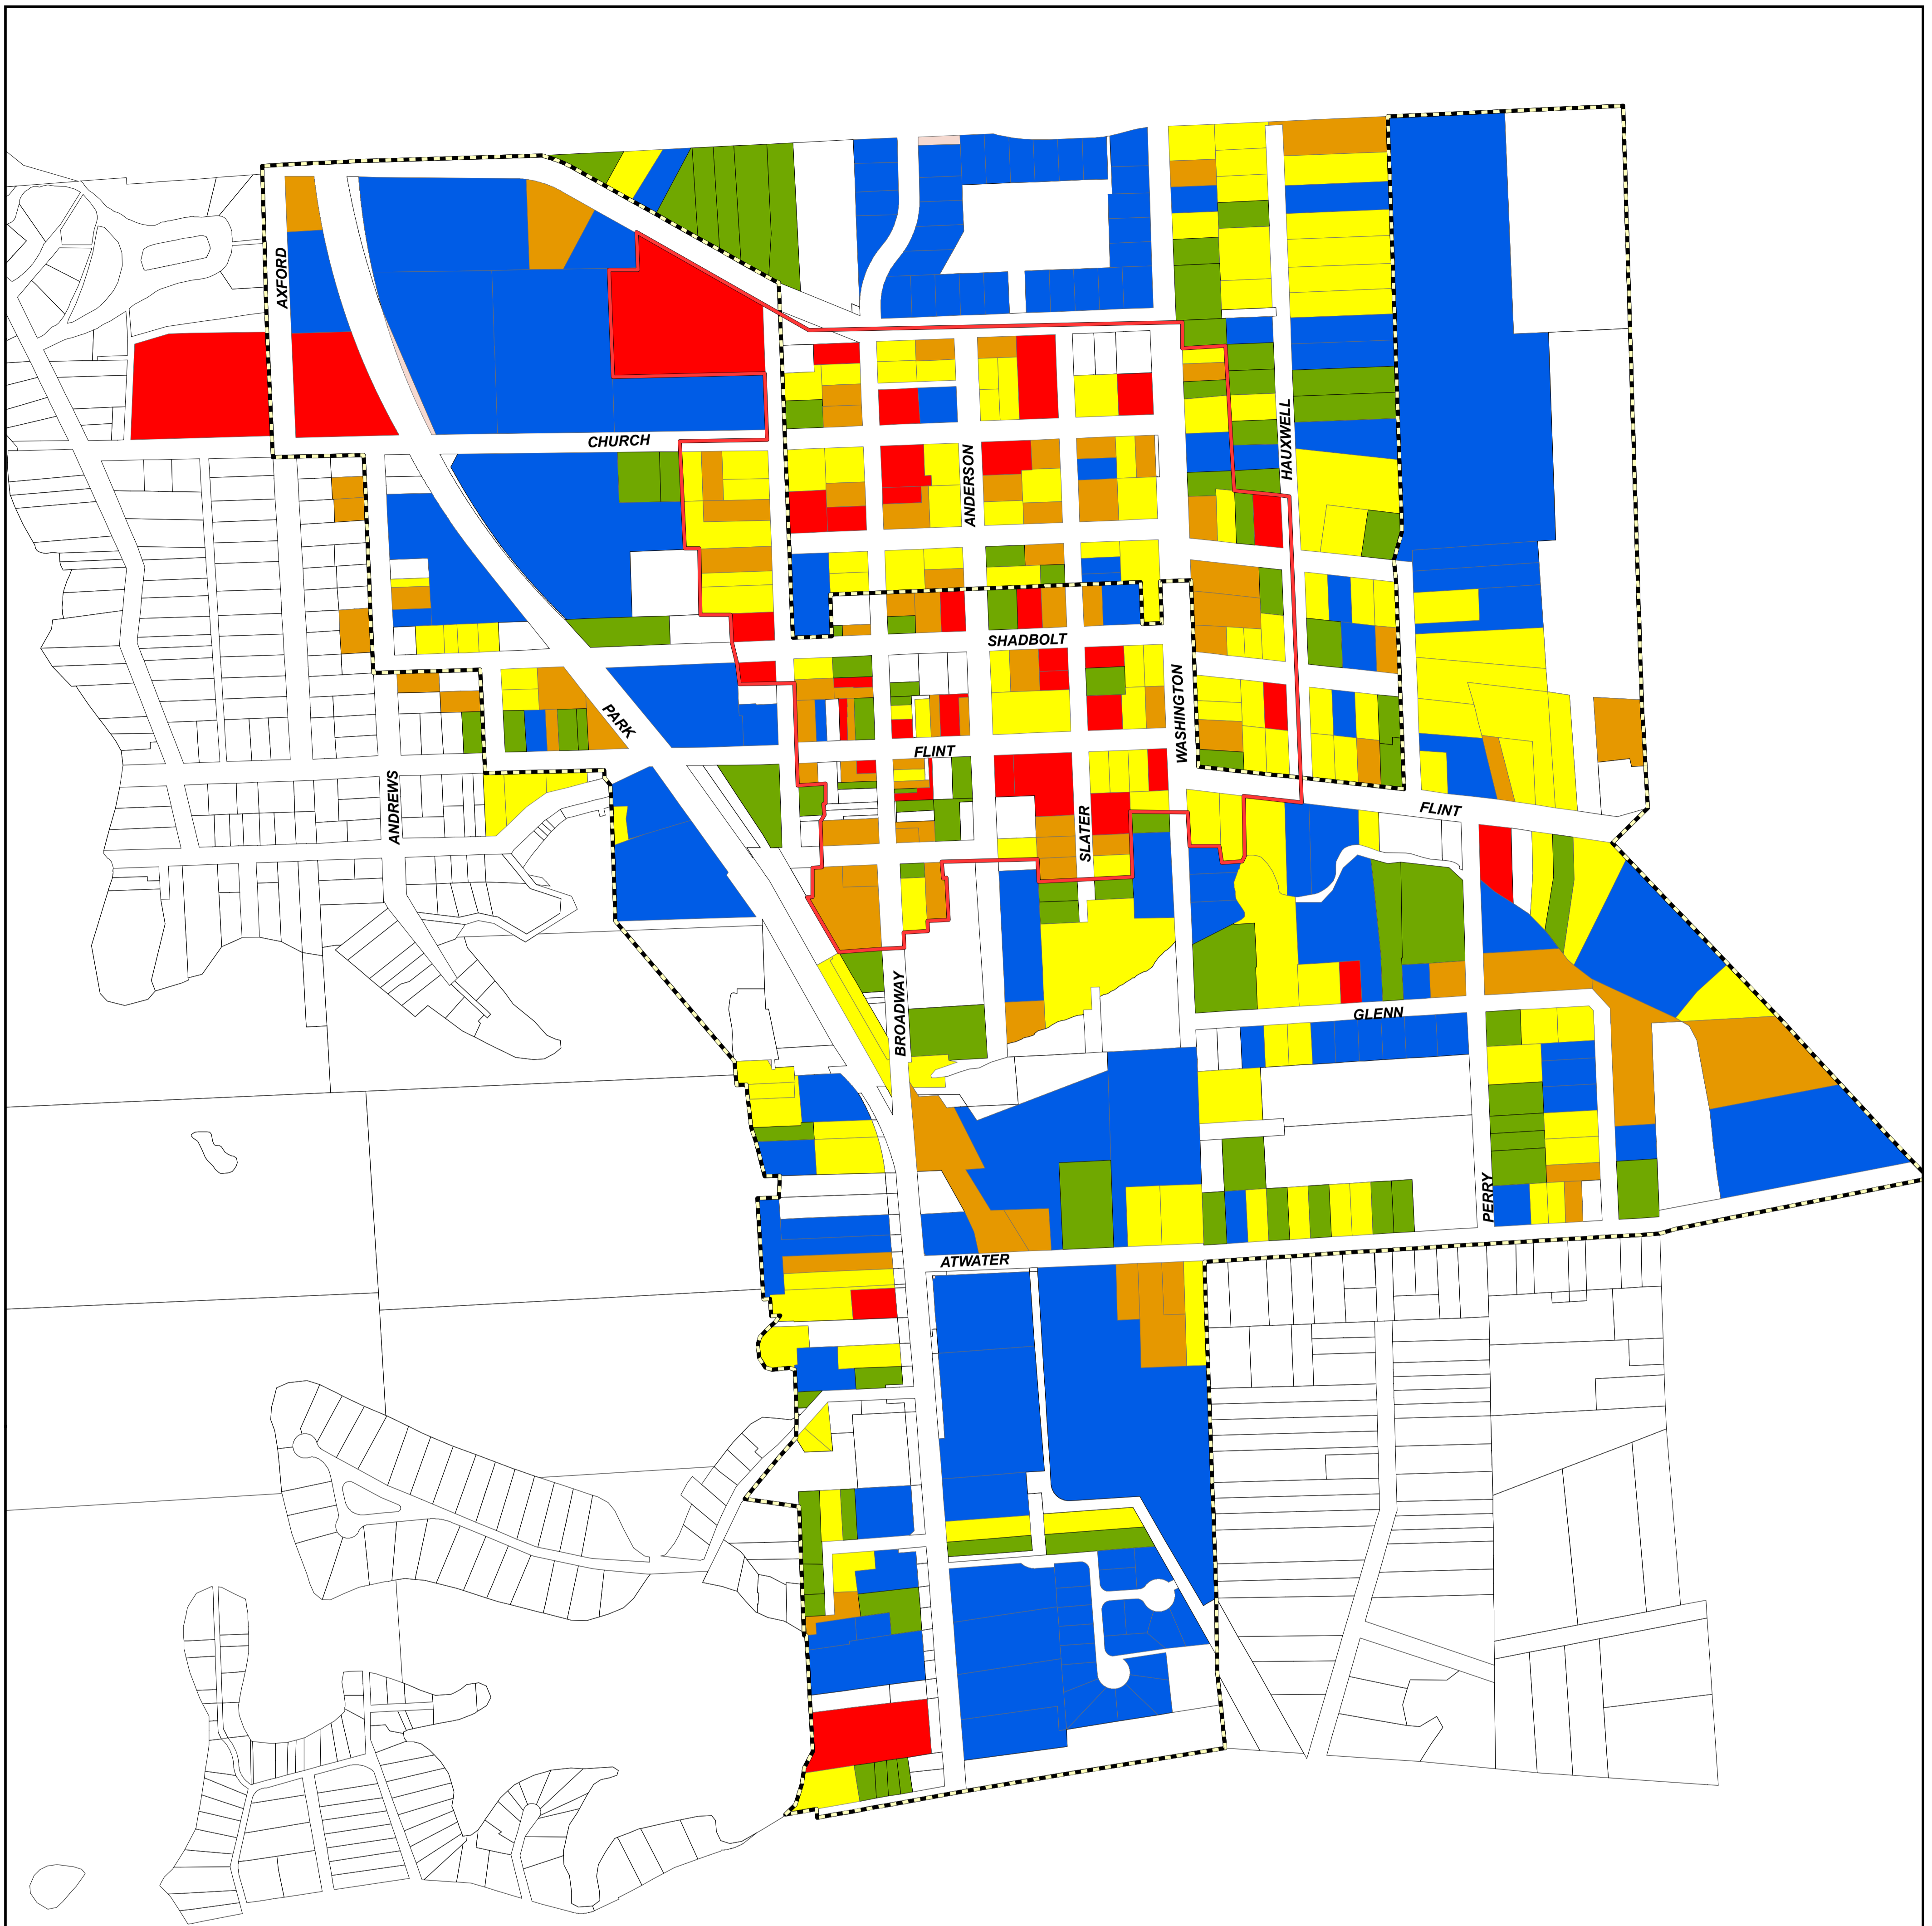 AXFORD
CHURCH
HAUXWELL
ANDERSON
SHADBOLT
WASHINGTON
PARK
FLINT
ANDREWS
SLATER
FLINT
BROADWAY
GLENN
PERRY
ATWATER